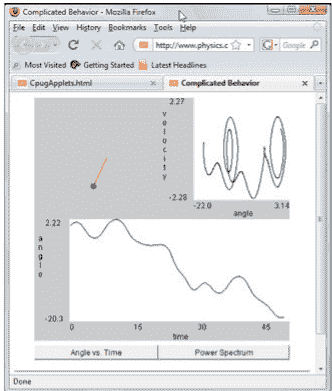 Complicated Behavior - Mozilla Firefox
File Edit View History Bookmarks Tools Help
http://www.physics.c
Google
Most Visited Getting Started Latest Headlines
CpugApplets.html
Complicated Behavior
2.27
velocity
-2.28
-22.0 3.14
angle
2.22
angle
-20.3
0 15 30 45
time
Angle vs. Time
Power Spectrum
Done